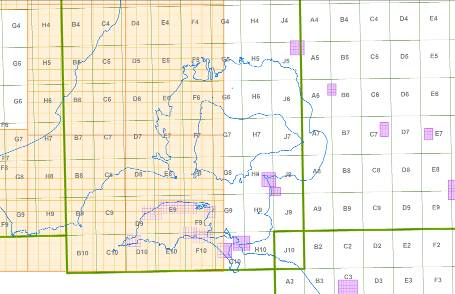 G4 H4 B4 C4 D4 E4 F4 G4 H4 J4 A4 B4 C4 D4 E4
G5 H5 B5 C5 D5 E5 F5 G5 H5 J5 A5 B5 C5 D5 E5
G6 H6 B6 C6 D6 E6 F6 G6 H6 J6 A6 B6 C6 D6 E6
F6
G7 H7 B7 C7 D7 E7 F7 G7 H7 J7 A7 B7 C7 D7 E7
F7
F8
G8 H8 B8 C8 D8 E8 G8 H8 J8 A8 B8 C8 D8 E8
G9 H9 B9 C9 D9 E9 F9 G9 H9 J9 A9 B9 C9 D9 E9
F9
B10 C10 D10 E10 F10 G10 H10 J10 B2 C2 D2 E2 F2
A3 B3 C3 D3 E3 F3